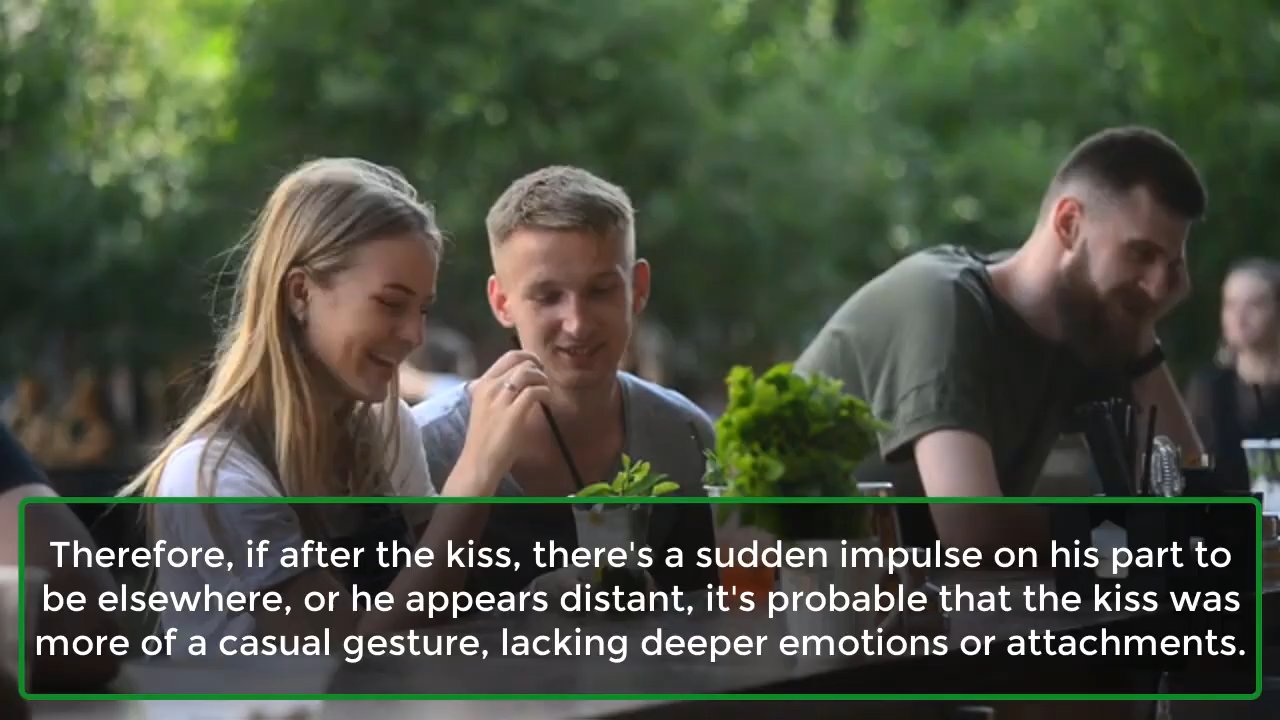 Therefore, if after the kiss, there's a sudden impulse on his part to
be elsewhere, or he appears distant, it's probable that the kiss was
more of a casual gesture, lacking deeper emotions or attachments.